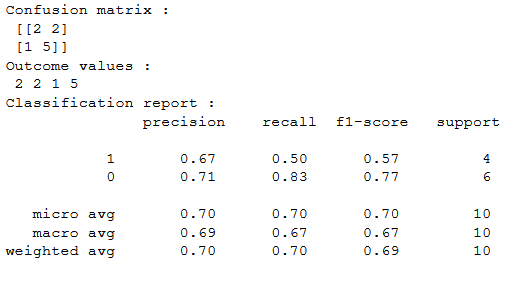 Confusion matrix :
[[2 2]
[1 5]]
Outcome values :
2 2 1 5
Classification report :
precision recall f1-score support
1 0.67 0.50 0.57 4
0 0.71 0.83 0.77 6
micro avg 0.70 0.70 0.70 10
macro avg 0.69 0.67 0.67 10
weighted avg 0.70 0.70 0.69 10